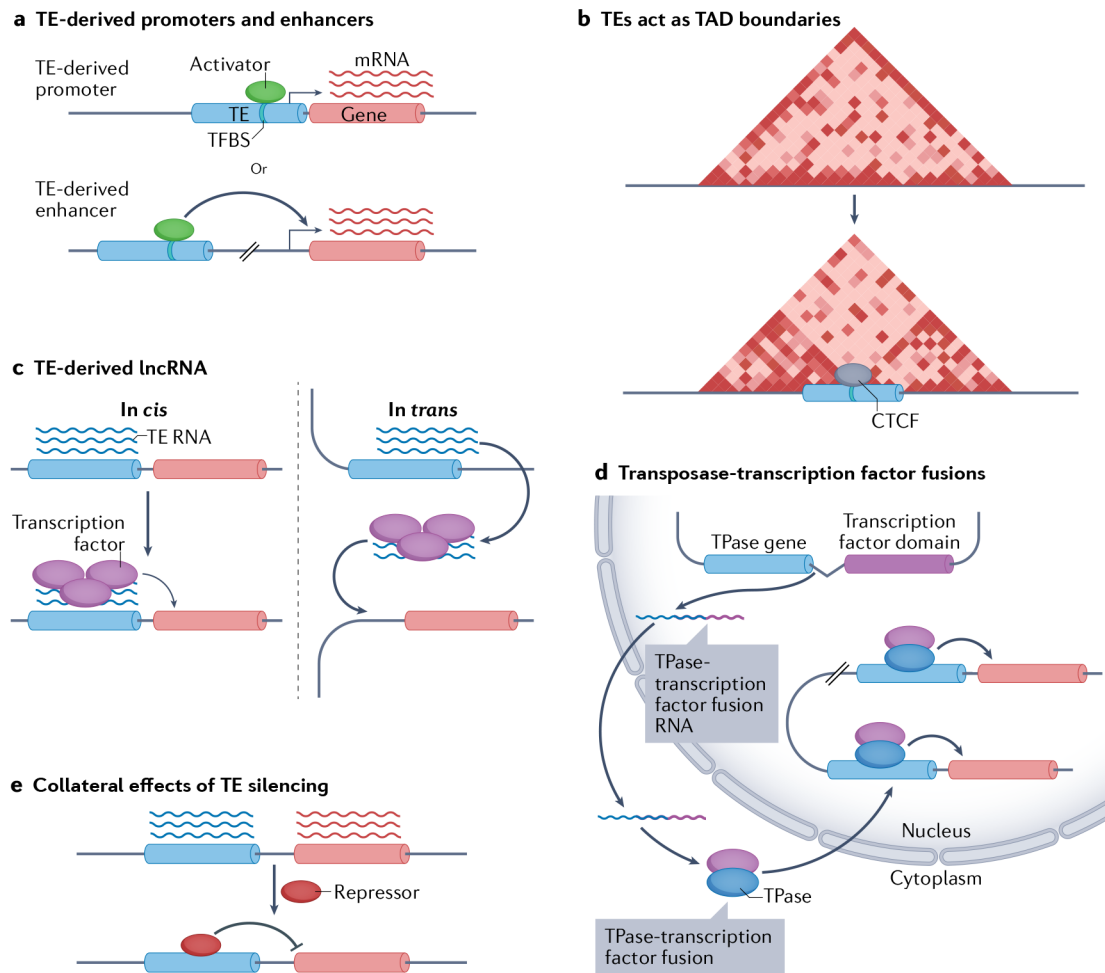 a TE-derived promoters and enhancers
TE-derived
promoter
Activator
mRNA
TE
Gene
TFBS
Or
TE-derived
enhancer
b TEs act as TAD boundaries
CTCF
c TE-derived lncRNA
In cis
TE RNA
Transcription
factor
In trans
d Transposase-transcription factor fusions
TPase gene
Transcription
factor domain
TPase-
transcription
factor fusion
RNA
Nucleus
Cytoplasm
TPase
TPase-transcription
factor fusion
e Collateral effects of TE silencing
Repressor